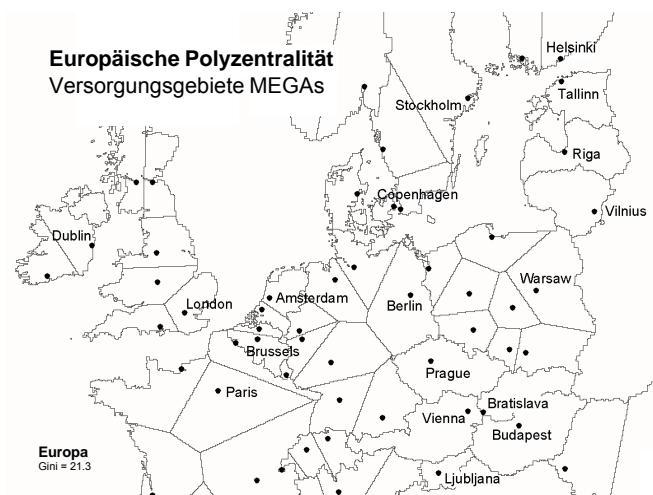 Europäische Polyzentralität
Versorgungsgebiete MEGAs
Helsinki
Tallinn
Stockholm
Riga
Copenhagen
Vilnius
Dublin
Warsaw
London
Amsterdam
Berlin
Brussels
Prague
Paris
Bratislava
Vienna
Budapest
Europa
Gini = 21.3
Ljubljana